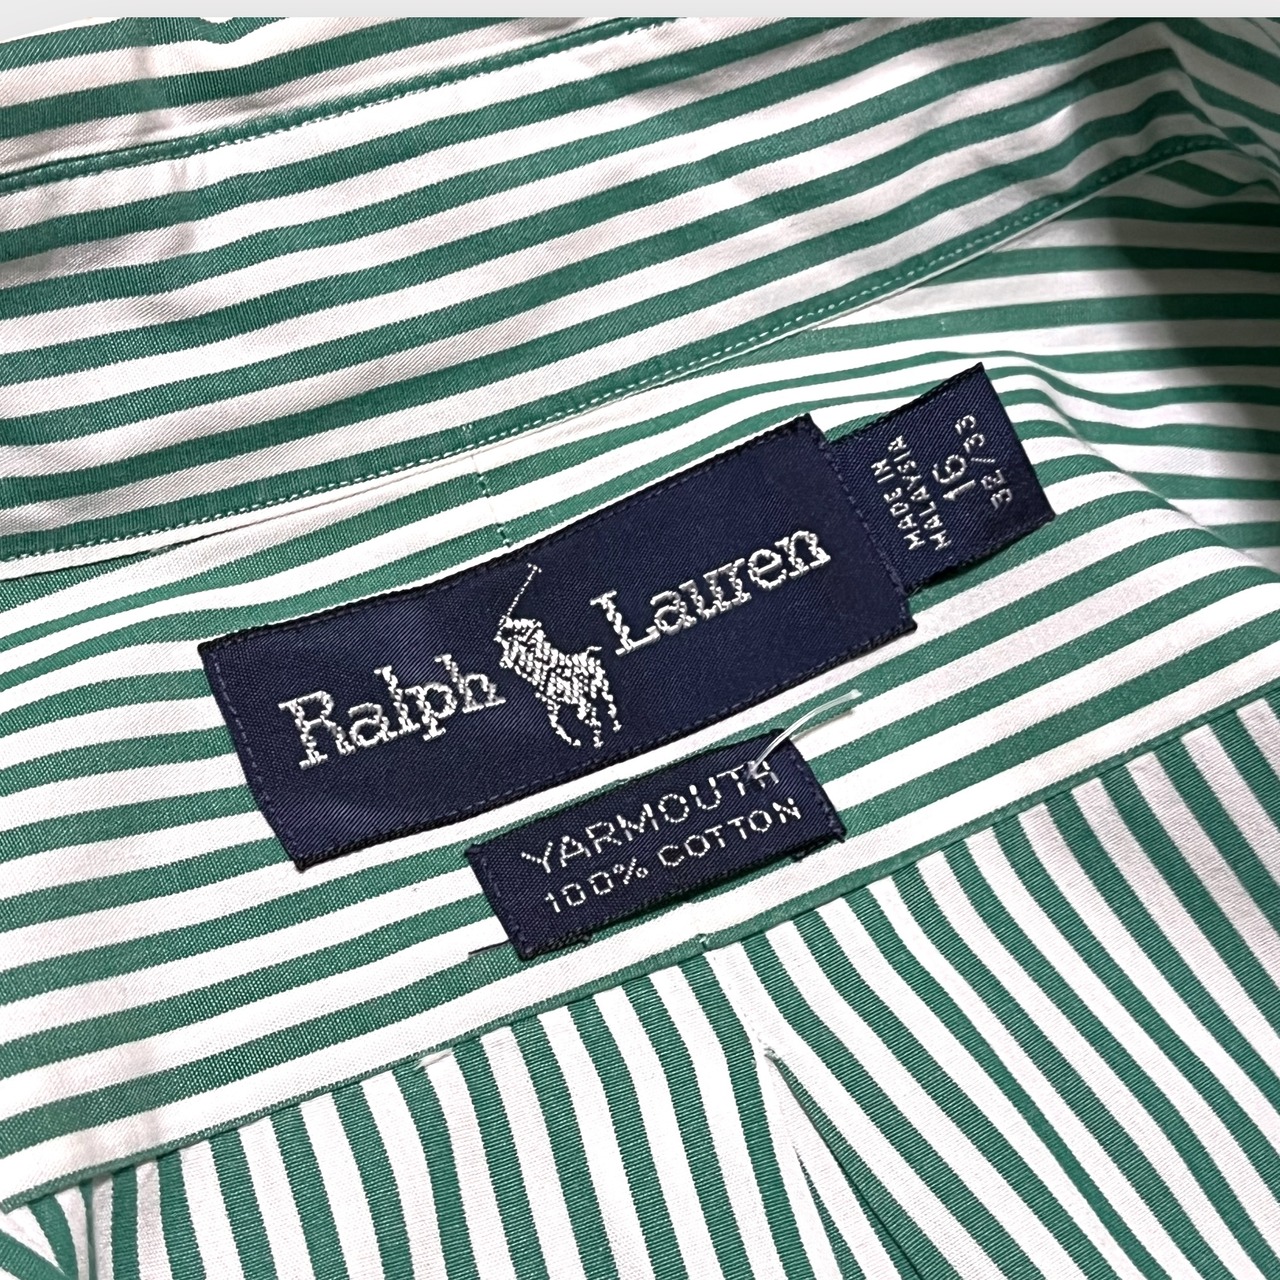 Ralph Lauren
MADE IN
MALAYSIA
16
32/33
YARMOUTH
100% COTTON